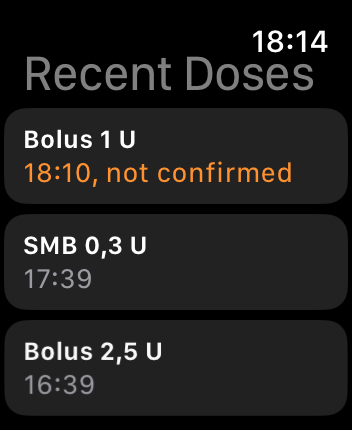 18:14
Recent Doses
Bolus 1 U
18:10, not confirmed
SMB 0,3 U
17:39
Bolus 2,5 U
16:39